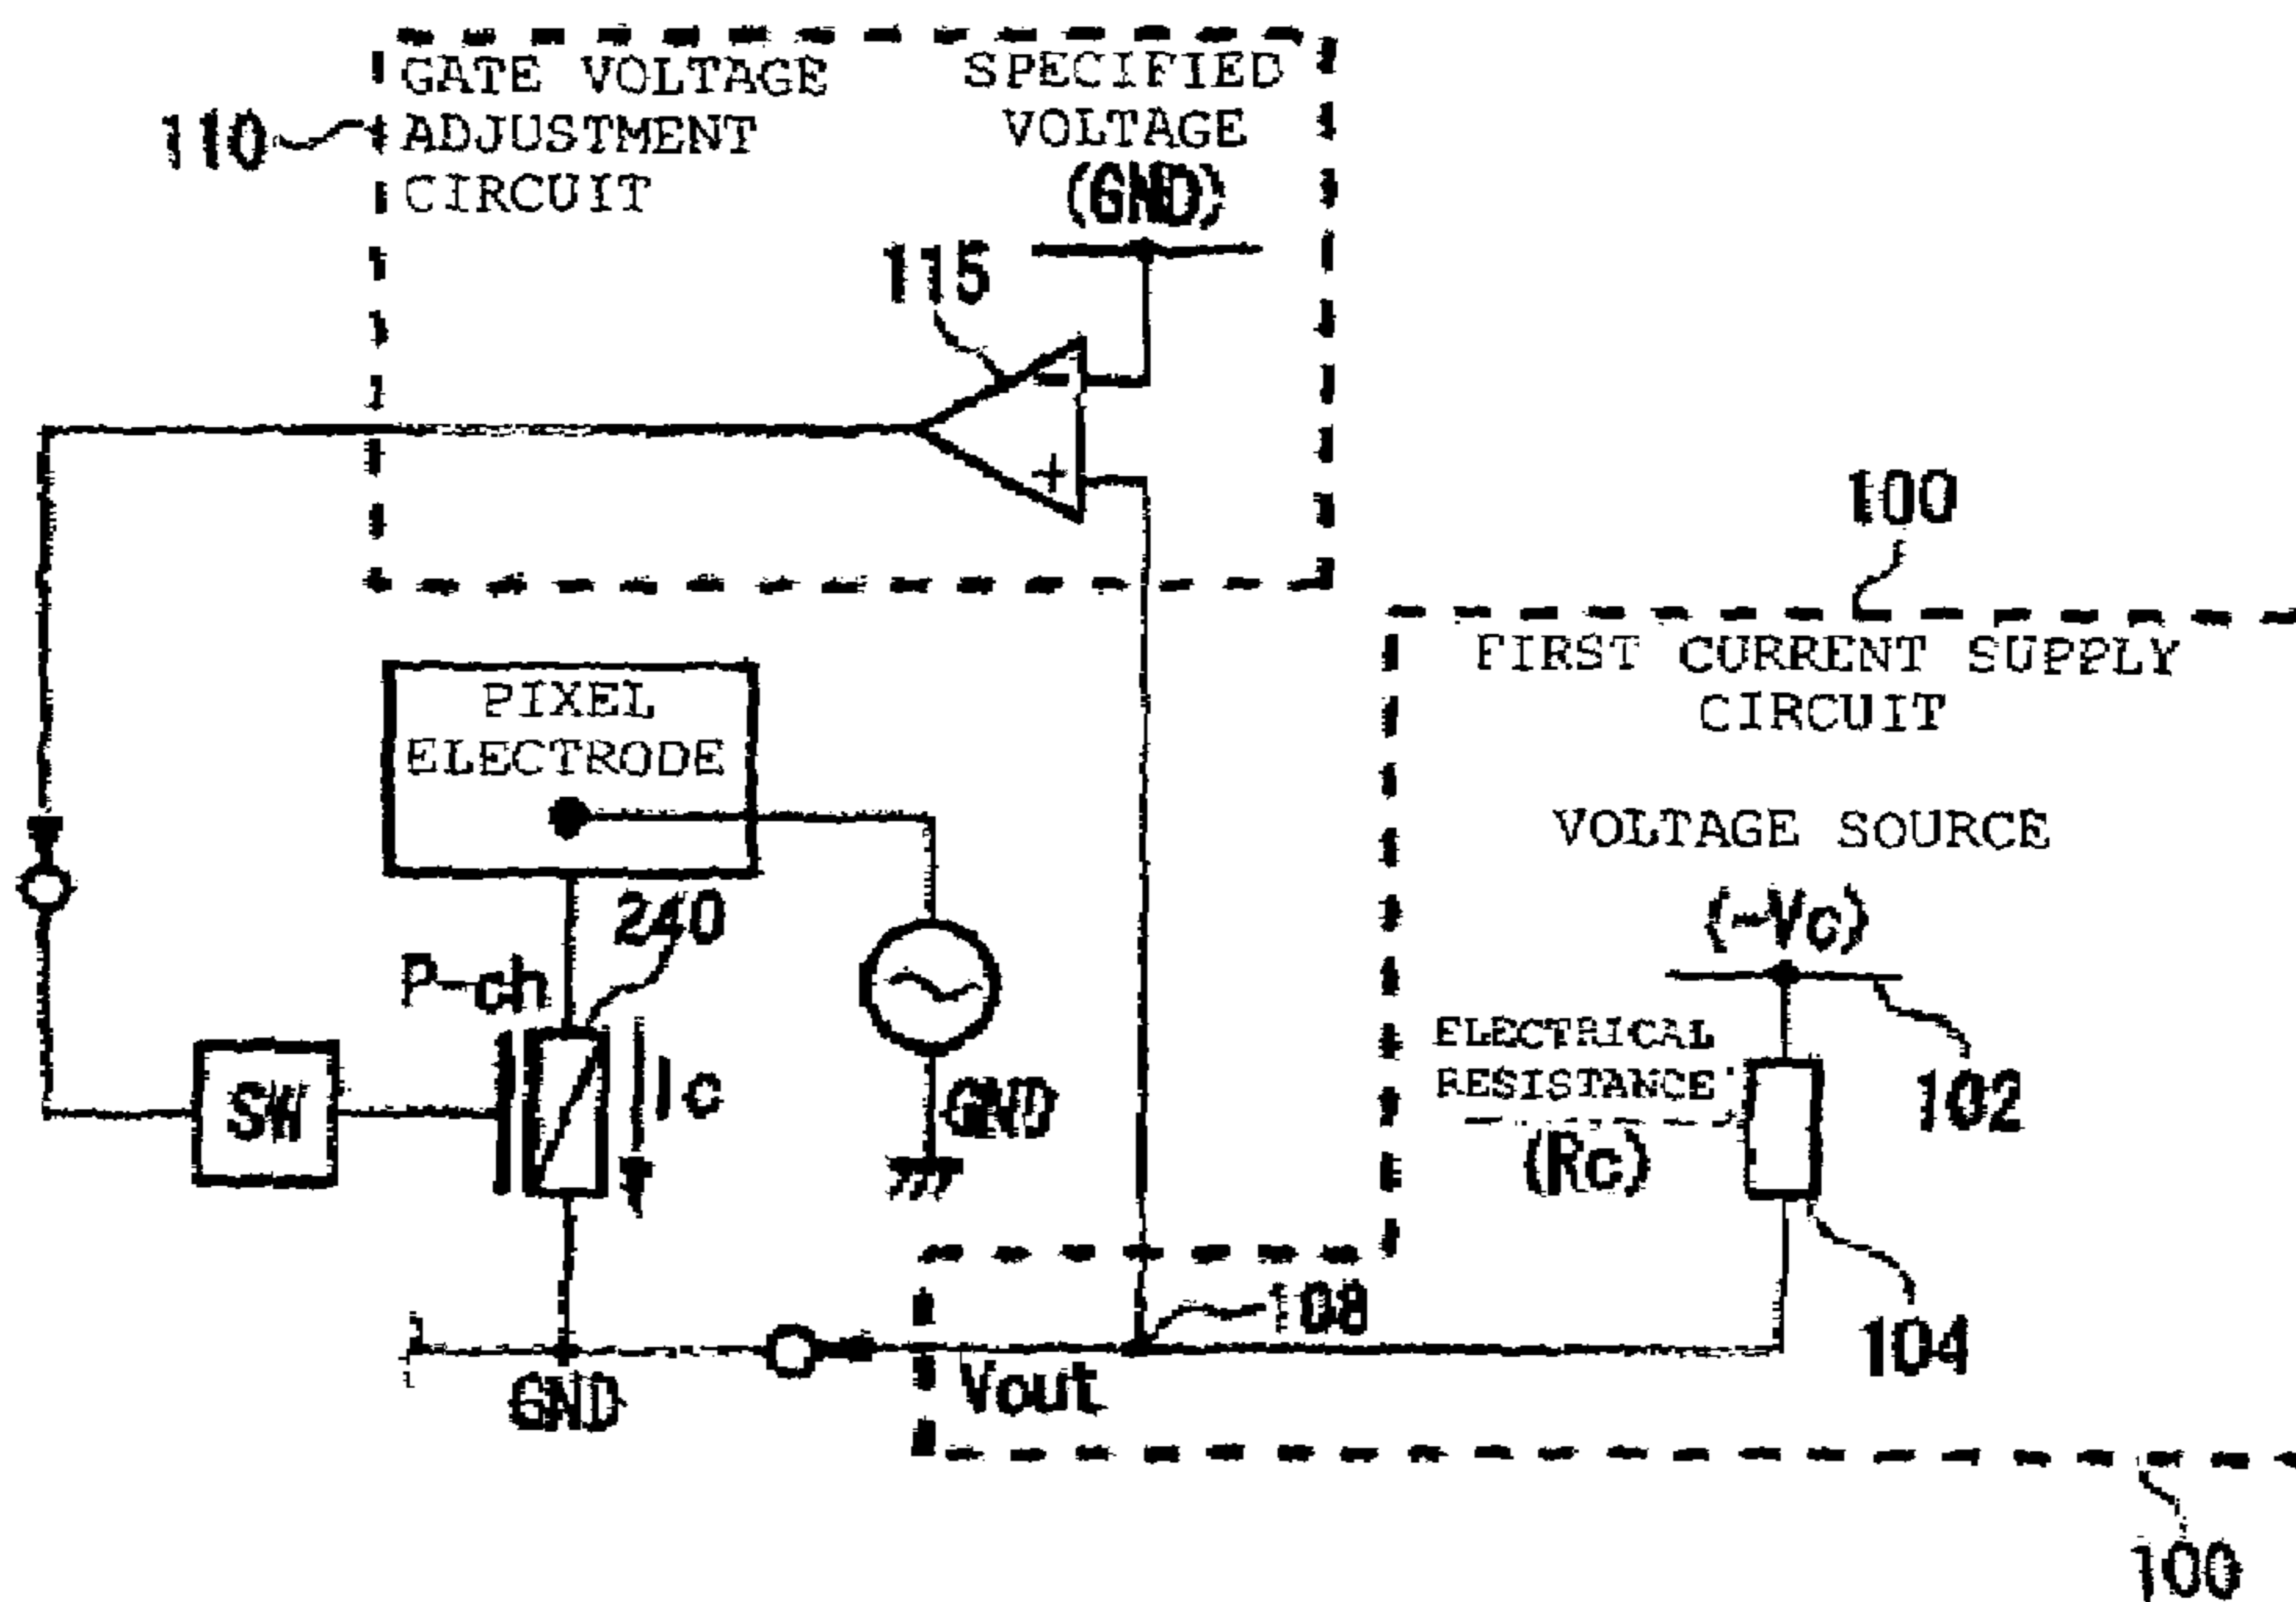 GATE VOLTAGE
ADJUSTMENT
CIRCUIT
SPECIFIED
VOLTAGE
(GND)
110
115
-
+
100
FIRST CURRENT SUPPLY
CIRCUIT
VOLTAGE SOURCE
(-Vc)
PIXEL
ELECTRODE
240
P-ch
Ic
SW
GND
ELECTRICAL
RESISTANCE
(Rc)
102
108
104
Vout
GND
100